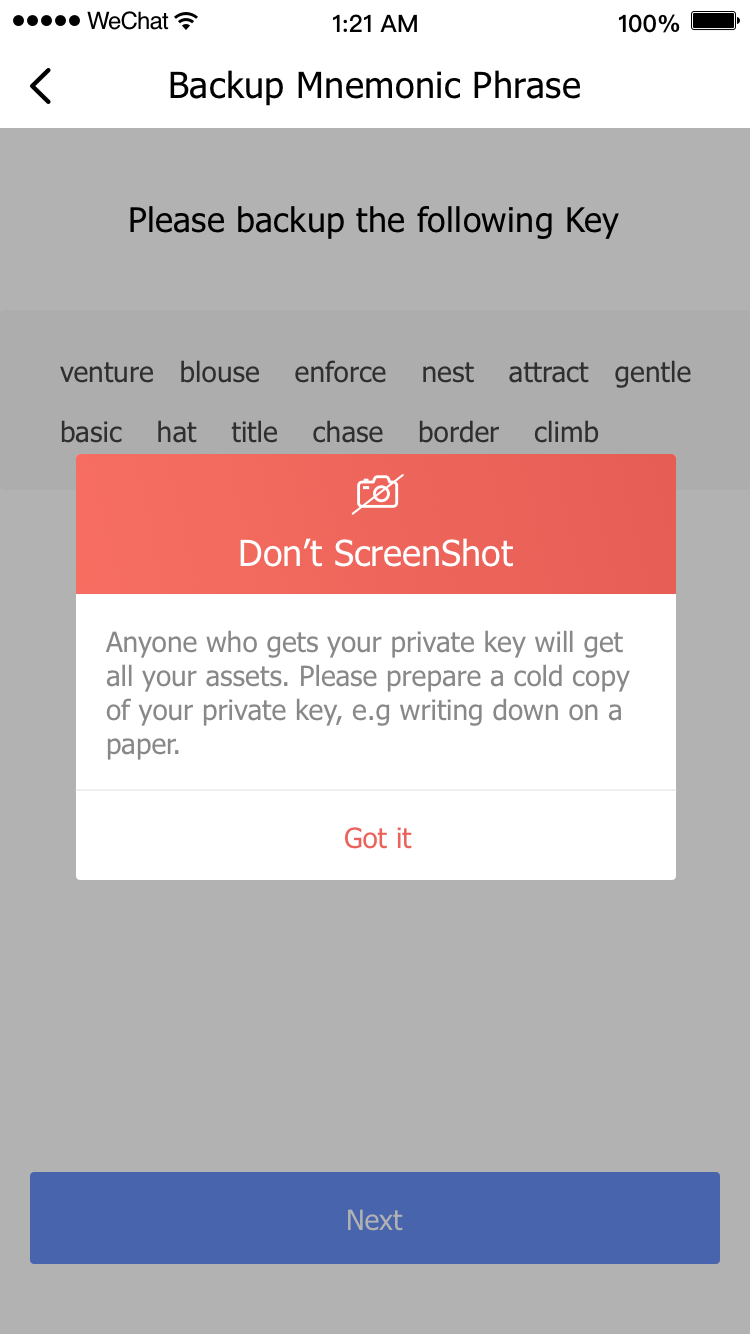 WeChat 1:21 AM 100%
Backup Mnemonic Phrase
Please backup the following Key
venture blouse enforce nest attract gentle
basic hat title chase border climb
Don’t ScreenShot
Anyone who gets your private key will get
all your assets. Please prepare a cold copy
of your private key, e.g writing down on a
paper.
Got it
Next